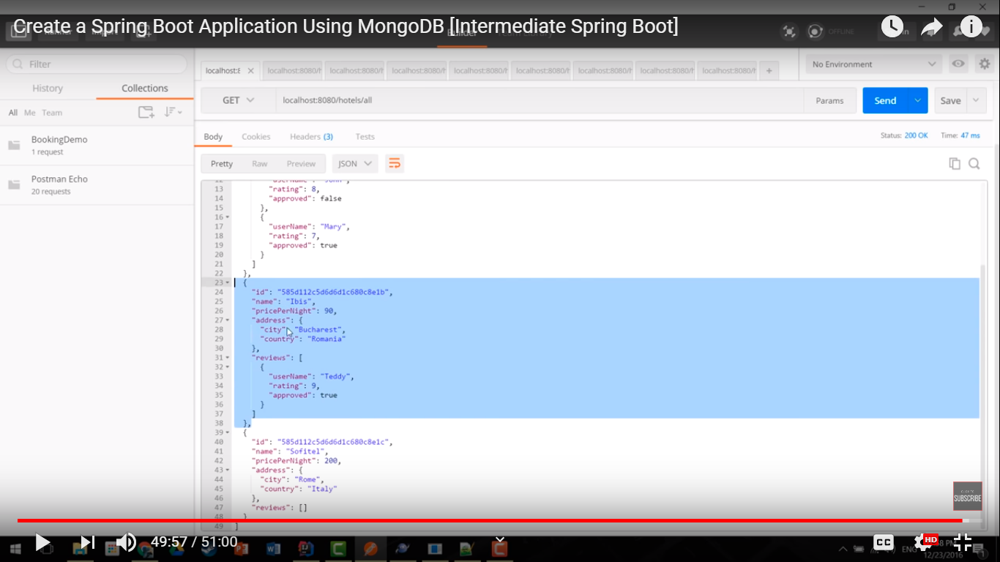 Create a Spring Boot Application Using MongoDB [Intermediate Spring Boot]
Builder
OFFLINE
Filter
History
Collections
All Me Team
BookingDemo
1 request
Postman Echo
20 requests
localhost:8
localhost:8080/h
localhost:8080/h
localhost:8080/h
localhost:8080/h
localhost:8080/h
localhost:8080/h
localhost:8080/h
localhost:8080/h
+
No Environment
GET
localhost:8080/hotels/all
Params
Send
Save
Body
Cookies
Headers (3)
Tests
Status: 200 OK
Time: 47 ms
Pretty
Raw
Preview
JSON
12 "userName": "John",
13 "rating": 8,
14 "approved": false
15 },
16 {
17 "userName": "Mary",
18 "rating": 7,
19 "approved": true
20 }
21 ]
22 },
23 {
24 "id": "585d112c5d6d6d1c680c8e1b",
25 "name": "Ibis",
26 "pricePerNight": 90,
27 "address": {
28 "city": "Bucharest",
29 "country": "Romania"
30 },
31 "reviews": [
32 {
33 "userName": "Teddy",
34 "rating": 9,
35 "approved": true
36 }
37 ]
38 },
39 {
40 "id": "585d112c5d6d6d1c680c8e1c",
41 "name": "Sofitel",
42 "pricePerNight": 200,
43 "address": {
44 "city": "Rome",
45 "country": "Italy"
46 },
47 "reviews": []
48 }
49 ]
SUBSCRIBE
49:57 / 51:00
CC
HD
ENG
PM
12/23/2016